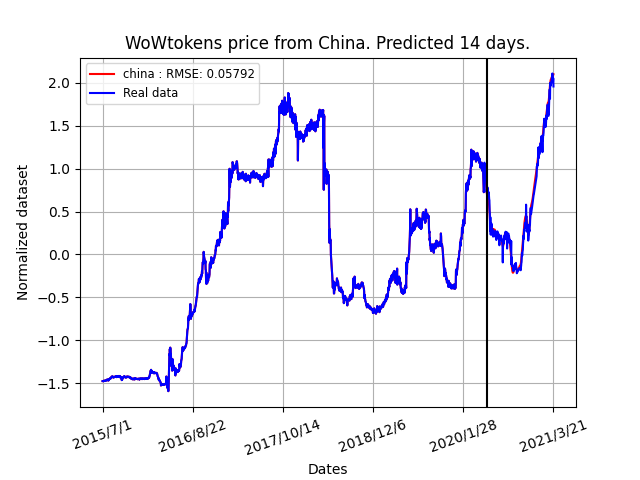 WoWtokens price from China. Predicted 14 days.
china : RMSE: 0.05792
Real data
2.0
1.5
1.0
0.5
0.0
−0.5
−1.0
−1.5
Normalized dataset
2015/7/1
2016/8/22
2017/10/14
2018/12/6
2020/1/28
2021/3/21
Dates